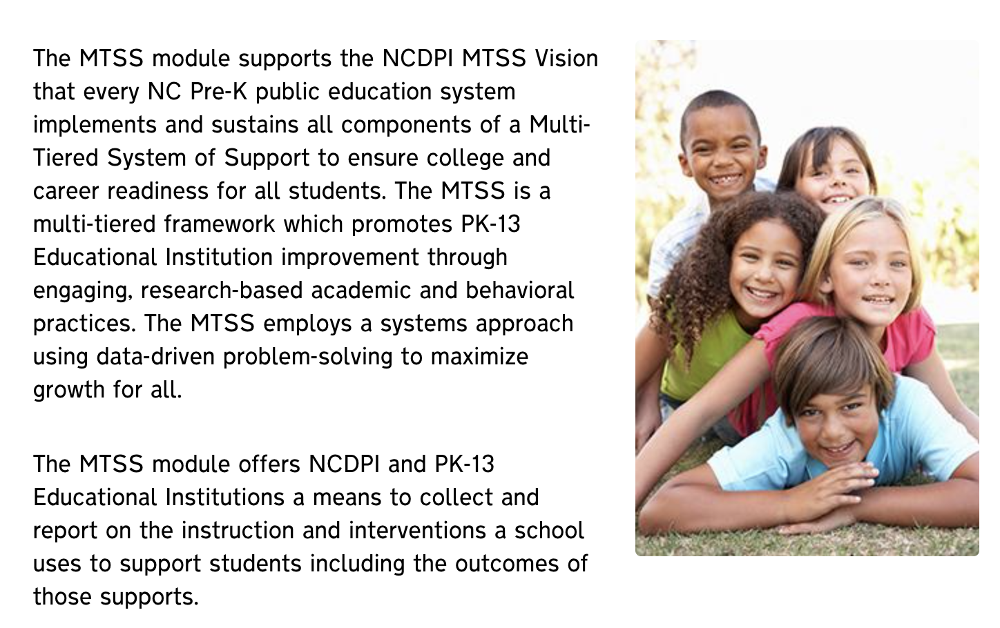 The MTSS module supports the NCDPI MTSS Vision
that every NC Pre-K public education system
implements and sustains all components of a Multi-
Tiered System of Support to ensure college and
career readiness for all students. The MTSS is a
multi-tiered framework which promotes PK-13
Educational Institution improvement through
engaging, research-based academic and behavioral
practices. The MTSS employs a systems approach
using data-driven problem-solving to maximize
growth for all.
The MTSS module offers NCDPI and PK-13
Educational Institutions a means to collect and
report on the instruction and interventions a school
uses to support students including the outcomes of
those supports.